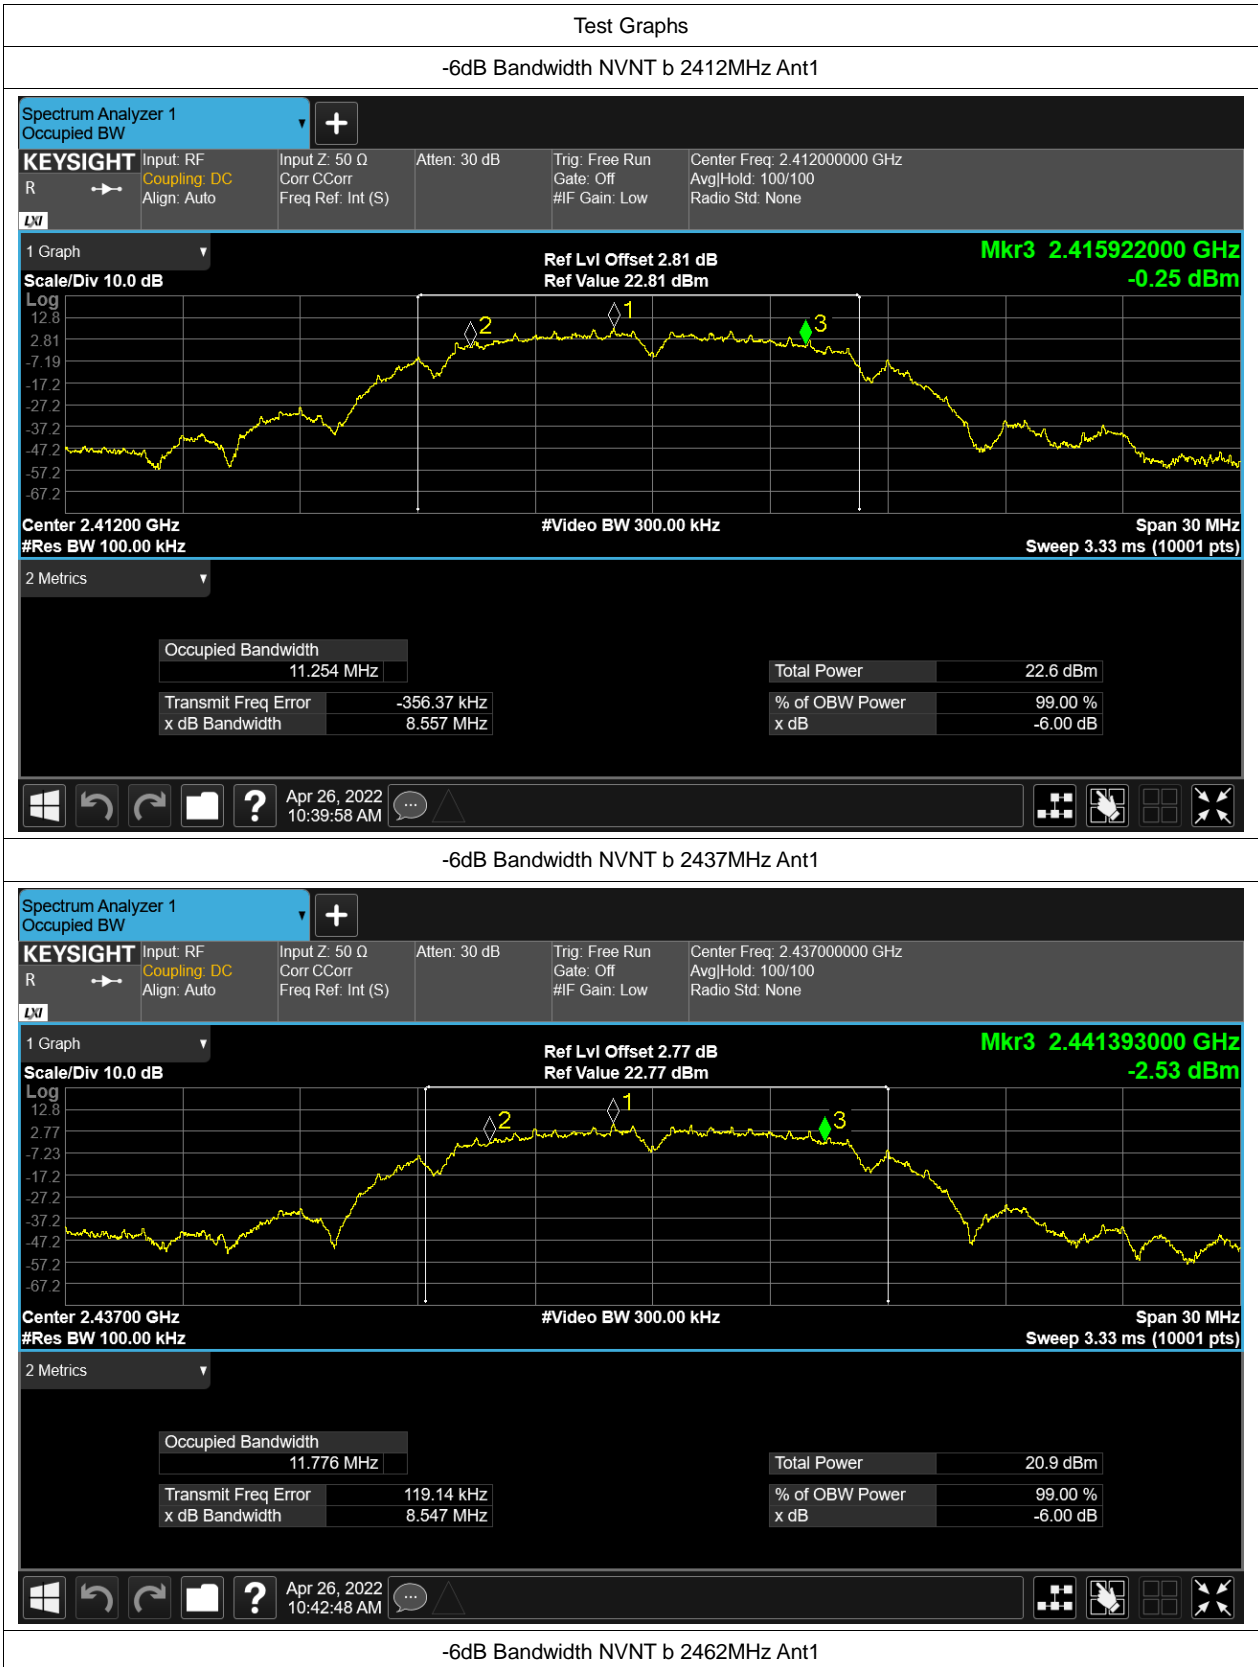 Test Graphs
-6dB Bandwidth NVNT b 2412MHz Ant1
Spectrum Analyzer 1
Occupied BW
KEYSIGHT
R
LXI
Input: RF
Coupling: DC
Align: Auto
Input Z: 50 Ω
Corr CCorr
Freq Ref: Int (S)
Atten: 30 dB
Trig: Free Run
Gate: Off
#IF Gain: Low
Center Freq: 2.412000000 GHz
Avg|Hold: 100/100
Radio Std: None
1 Graph
Scale/Div 10.0 dB
Ref Lvl Offset 2.81 dB
Ref Value 22.81 dBm
Mkr3 2.415922000 GHz
-0.25 dBm
Log
12.8
2.81
-7.19
-17.2
-27.2
-37.2
-47.2
-57.2
-67.2
2
1
3
Center 2.41200 GHz
#Res BW 100.00 kHz
#Video BW 300.00 kHz
Span 30 MHz
Sweep 3.33 ms (10001 pts)
2 Metrics
Occupied Bandwidth
11.254 MHz
Total Power 22.6 dBm
Transmit Freq Error -356.37 kHz
% of OBW Power 99.00 %
x dB Bandwidth 8.557 MHz
x dB -6.00 dB
?
Apr 26, 2022
10:39:58 AM
-6dB Bandwidth NVNT b 2437MHz Ant1
Spectrum Analyzer 1
Occupied BW
KEYSIGHT
R
LXI
Input: RF
Coupling: DC
Align: Auto
Input Z: 50 Ω
Corr CCorr
Freq Ref: Int (S)
Atten: 30 dB
Trig: Free Run
Gate: Off
#IF Gain: Low
Center Freq: 2.437000000 GHz
Avg|Hold: 100/100
Radio Std: None
1 Graph
Scale/Div 10.0 dB
Ref Lvl Offset 2.77 dB
Ref Value 22.77 dBm
Mkr3 2.441393000 GHz
-2.53 dBm
Log
12.8
2.77
-7.23
-17.2
-27.2
-37.2
-47.2
-57.2
-67.2
2
1
3
Center 2.43700 GHz
#Res BW 100.00 kHz
#Video BW 300.00 kHz
Span 30 MHz
Sweep 3.33 ms (10001 pts)
2 Metrics
Occupied Bandwidth
11.776 MHz
Total Power 20.9 dBm
Transmit Freq Error 119.14 kHz
% of OBW Power 99.00 %
x dB Bandwidth 8.547 MHz
x dB -6.00 dB
?
Apr 26, 2022
10:42:48 AM
-6dB Bandwidth NVNT b 2462MHz Ant1